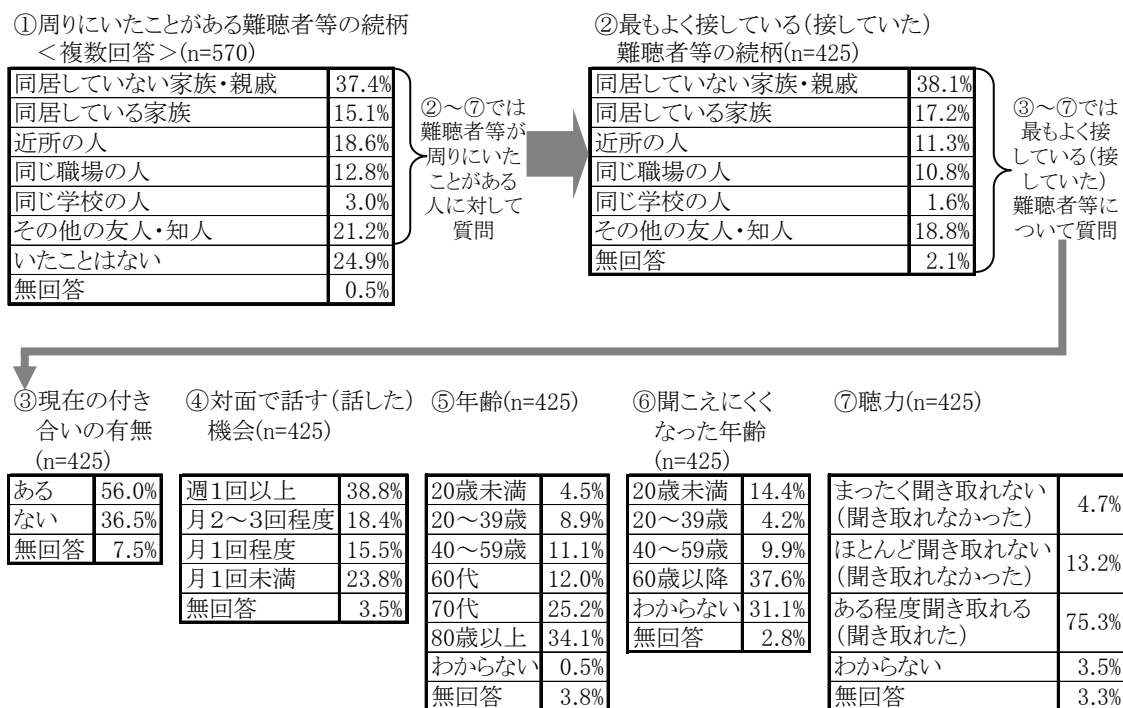 ①周りにいたことがある難聴者等の続柄
＜複数回答＞(n=570)
同居していない家族・親戚 37.4%
同居している家族 15.1%
近所の人 18.6%
同じ職場の人 12.8%
同じ学校の人 3.0%
その他の友人・知人 21.2%
いたことはない 24.9%
無回答 0.5%
②～⑦では
難聴者等が
周りにいた
ことがある
人に対して
質問
②最もよく接している(接していた)
難聴者等の続柄(n=425)
同居していない家族・親戚 38.1%
同居している家族 17.2%
近所の人 11.3%
同じ職場の人 10.8%
同じ学校の人 1.6%
その他の友人・知人 18.8%
無回答 2.1%
③～⑦では
最もよく接
している(接
していた)
難聴者等に
ついて質問
③現在の付き
合いの有無
(n=425)
ある 56.0%
ない 36.5%
無回答 7.5%
④対面で話す(話した)
機会(n=425)
週１回以上 38.8%
月２～３回程度 18.4%
月１回程度 15.5%
月１回未満 23.8%
無回答 3.5%
⑤年齢(n=425)
20歳未満 4.5%
20～39歳 8.9%
40～59歳 11.1%
60代 12.0%
70代 25.2%
80歳以上 34.1%
わからない 0.5%
無回答 3.8%
⑥聞こえにくく
なった年齢
(n=425)
20歳未満 14.4%
20～39歳 4.2%
40～59歳 9.9%
60歳以降 37.6%
わからない 31.1%
無回答 2.8%
⑦聴力(n=425)
まったく聞き取れない
(聞き取れなかった) 4.7%
ほとんど聞き取れない
(聞き取れなかった) 13.2%
ある程度聞き取れる
(聞き取れた) 75.3%
わからない 3.5%
無回答 3.3%